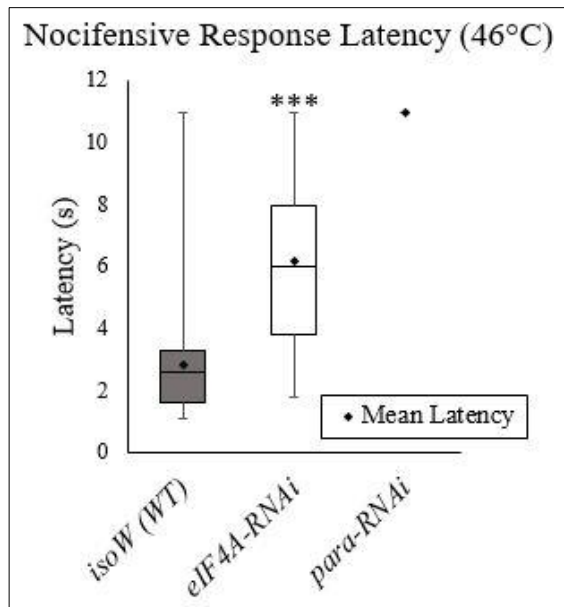 Nocifensive Response Latency (46°C)
Latency (s)
12
10
8
6
4
2
0
***
Mean Latency
isoW (WT)
eIF4A-RNAi
para-RNAi